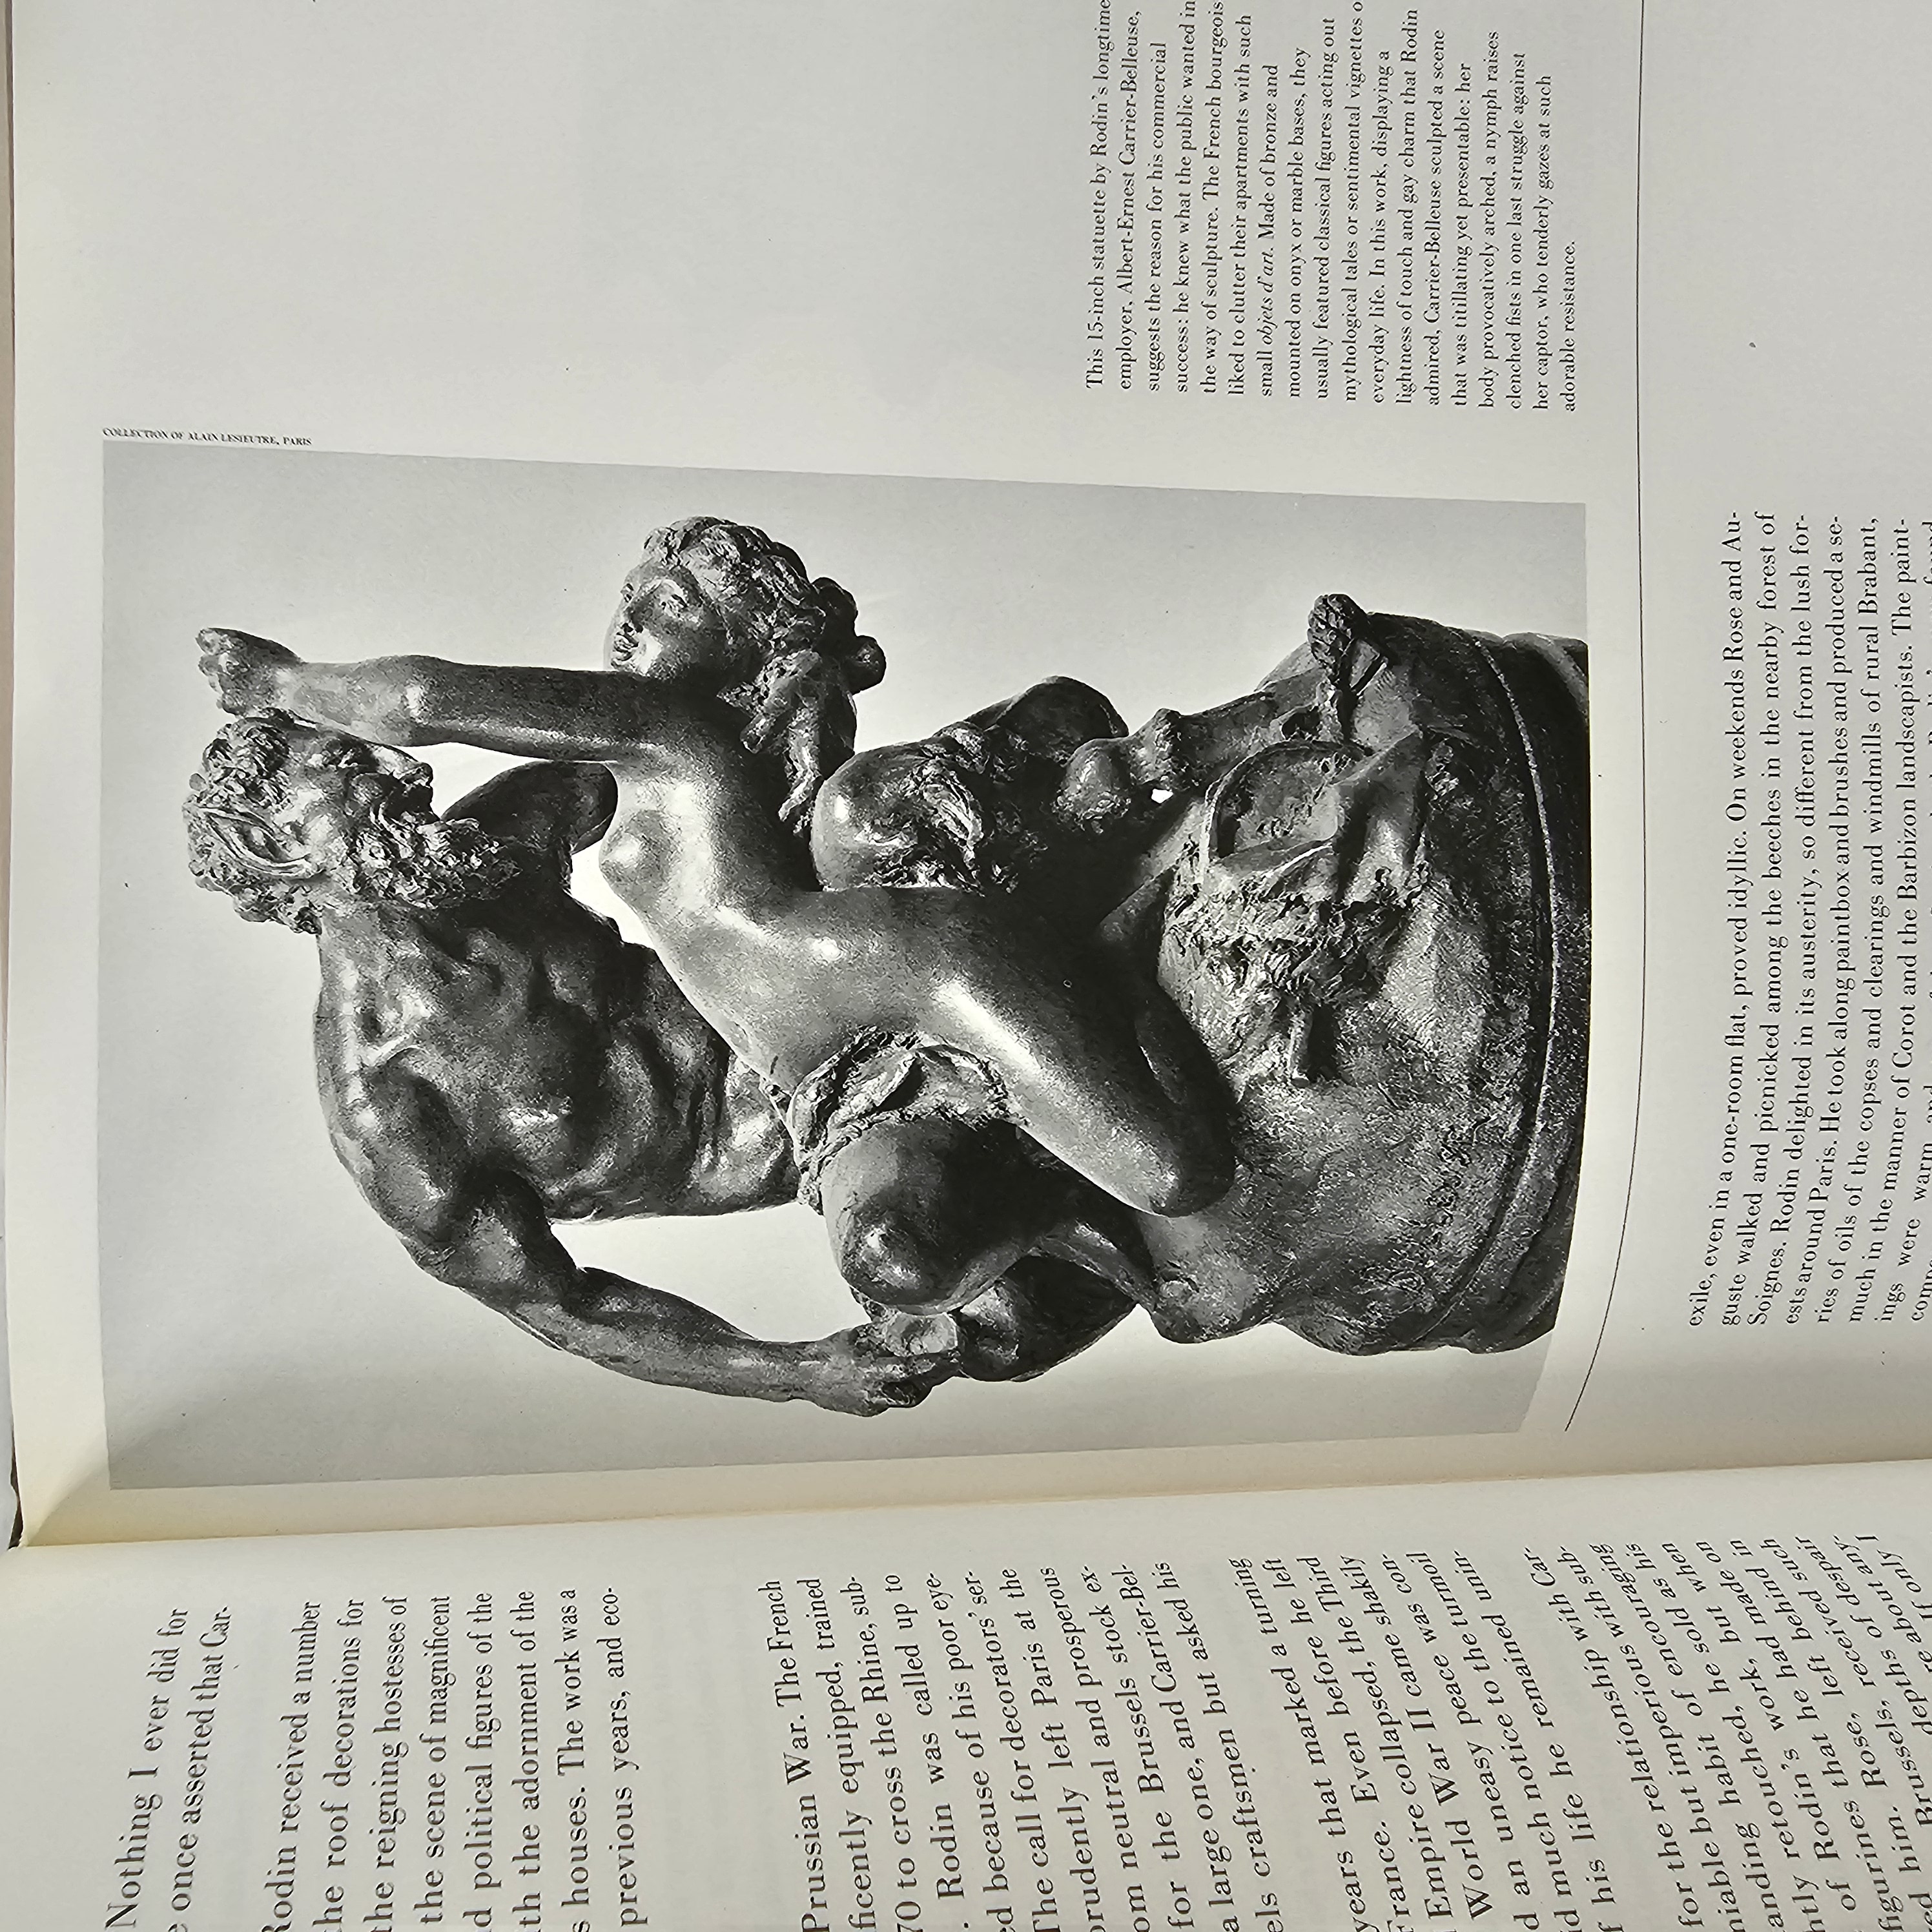 Nothing I ever did for
once asserted that Car-
Rodin received a number
the roof decorations for
the reigning hostesses of
the scene of magnificent
political figures of the
the adornment of the
houses. The work was a
previous years, and eco-
Prussian War. The French
equipped, trained
to cross the Rhine, sub-
. Rodin was called up to
because of his poor eye-
The call for decorators' ser-
prudently left Paris at the
neutral and prosperous
for the Brussels stock ex-
a large one, and Carrier-Bel-
craftsmen but asked his
years that marked a turning
France. Even before he left
Empire collapsed, the Third
World War II came shakily
an uneasy peace was con-
much notice to the turmoil
his life he remained unin-
for the relationship with Car-
but imperious with sub-
habit of encouraging
retouched, he sold as his
of Rodin's work, but when
figurines that he had made on
him. Rose, left behind in
Brussels, received such
depths of despair
about any-
If only I
COLLECTION OF ALAIN LESIEUTRE, PARIS
This 15-inch statuette by Rodin's longtime
employer, Albert-Ernest Carrier-Belleuse,
suggests the reason for his commercial
success: he knew what the public wanted in
the way of sculpture. The French bourgeois
liked to clutter their apartments with such
small objets d'art. Made of bronze and
mounted on onyx or marble bases, they
usually featured classical figures acting out
mythological tales or sentimental vignettes o
everyday life. In this work, displaying a
lightness of touch and gay charm that Rodin
admired, Carrier-Belleuse sculpted a scene
that was titillating yet presentable: her
body provocatively arched, a nymph raises
clenched fists in one last struggle against
her captor, who tenderly gazes at such
adorable resistance.
exile, even in a one-room flat, proved idyllic. On weekends Rose and Au-
guste walked and picnicked among the beeches in the nearby forest of
Soignes. Rodin delighted in its austerity, so different from the lush for-
ests around Paris. He took along paintbox and brushes and produced a se-
ries of oils of the copses and clearings and windmills of rural Brabant,
much in the manner of Corot and the Barbizon landscapists. The paint-
ings were warm